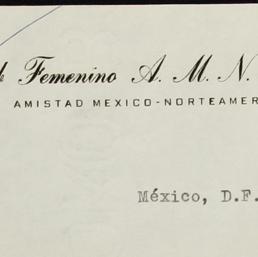 Femenino A. M. N.
AMISTAD MEXICO-NORTEAMER
México, D.F.